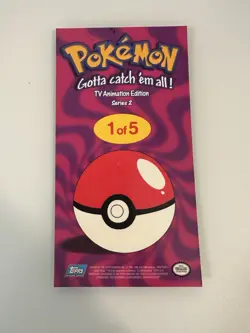 POKéMON
Gotta catch 'em all!
TV Animation Edition
Series 2
1 of 5
TOPPS